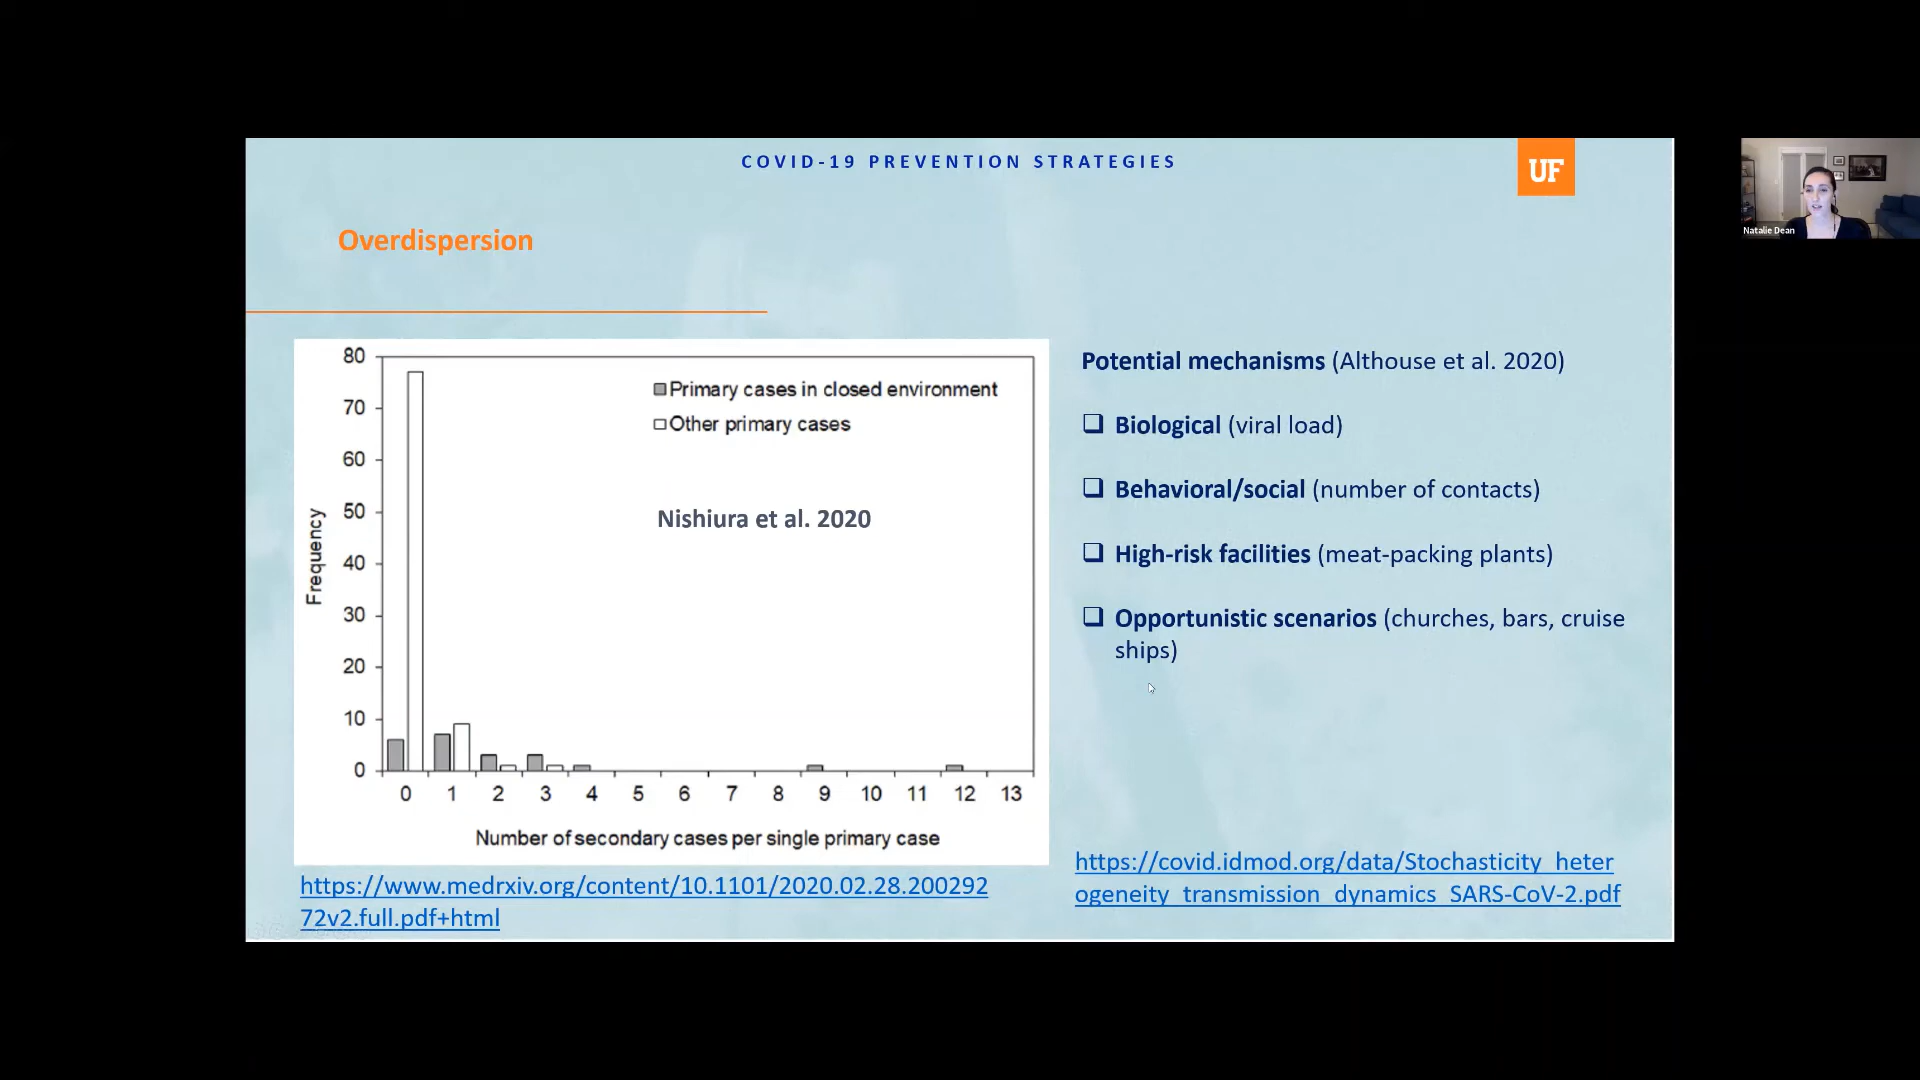 COVID-19 PREVENTION STRATEGIES
UF
Natalie Dean
Overdispersion
80
70
60
50
40
30
20
10
0
Frequency
Primary cases in closed environment
Other primary cases
Nishiura et al. 2020
0 1 2 3 4 5 6 7 8 9 10 11 12 13
Number of secondary cases per single primary case
https://www.medrxiv.org/content/10.1101/2020.02.28.200292
72v2.full.pdf+html
Potential mechanisms (Althouse et al. 2020)
Biological (viral load)
Behavioral/social (number of contacts)
High-risk facilities (meat-packing plants)
Opportunistic scenarios (churches, bars, cruise
ships)
https://covid.idmod.org/data/Stochasticity_heter
ogeneity_transmission_dynamics_SARS-CoV-2.pdf